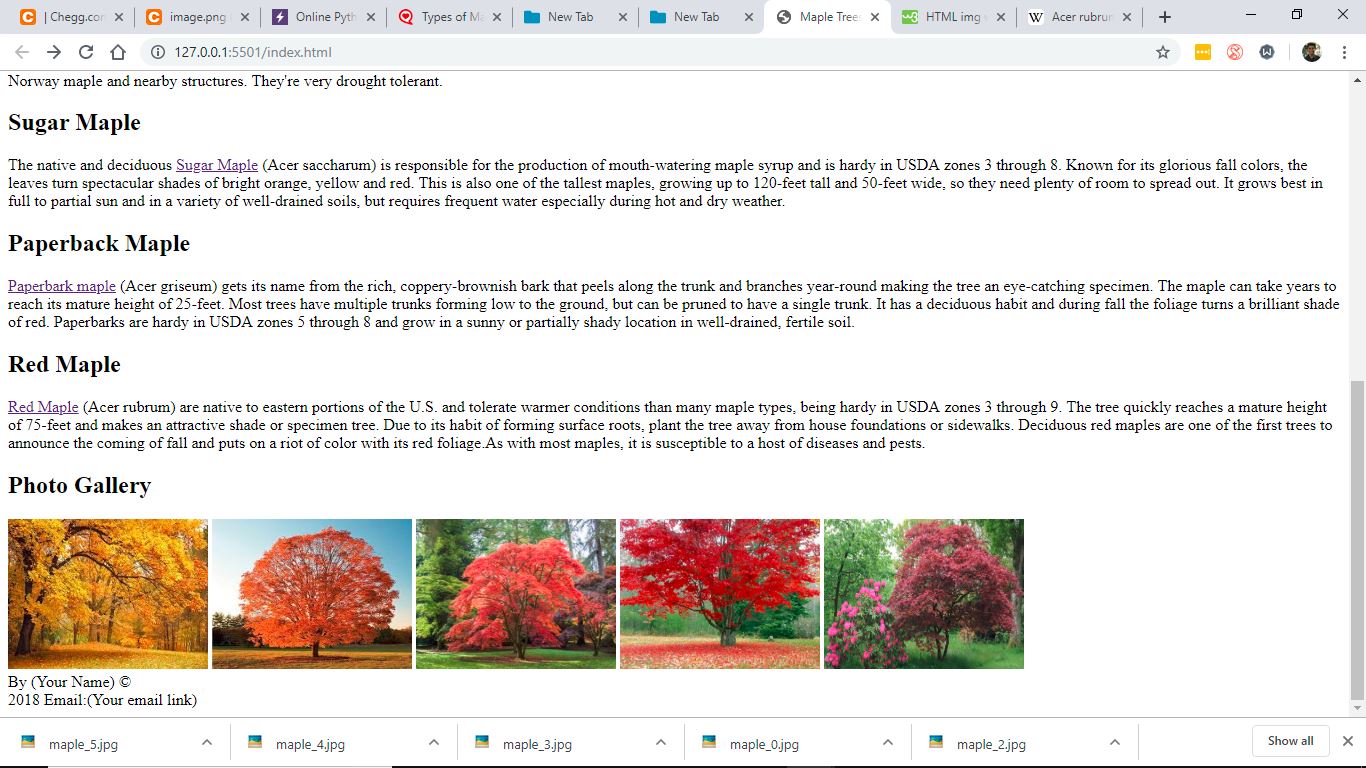 | Chegg.com
image.png
Online Pyth
Types of Ma
New Tab
New Tab
Maple Trees
HTML img
Acer rubrum
127.0.0.1:5501/index.html
Norway maple and nearby structures. They're very drought tolerant.
Sugar Maple
The native and deciduous Sugar Maple (Acer saccharum) is responsible for the production of mouth-watering maple syrup and is hardy in USDA zones 3 through 8. Known for its glorious fall colors, the
leaves turn spectacular shades of bright orange, yellow and red. This is also one of the tallest maples, growing up to 120-feet tall and 50-feet wide, so they need plenty of room to spread out. It grows best in
full to partial sun and in a variety of well-drained soils, but requires frequent water especially during hot and dry weather.
Paperback Maple
Paperbark maple (Acer griseum) gets its name from the rich, coppery-brownish bark that peels along the trunk and branches year-round making the tree an eye-catching specimen. The maple can take years to
reach its mature height of 25-feet. Most trees have multiple trunks forming low to the ground, but can be pruned to have a single trunk. It has a deciduous habit and during fall the foliage turns a brilliant shade
of red. Paperbarks are hardy in USDA zones 5 through 8 and grow in a sunny or partially shady location in well-drained, fertile soil.
Red Maple
Red Maple (Acer rubrum) are native to eastern portions of the U.S. and tolerate warmer conditions than many maple types, being hardy in USDA zones 3 through 9. The tree quickly reaches a mature height
of 75-feet and makes an attractive shade or specimen tree. Due to its habit of forming surface roots, plant the tree away from house foundations or sidewalks. Deciduous red maples are one of the first trees to
announce the coming of fall and puts on a riot of color with its red foliage.As with most maples, it is susceptible to a host of diseases and pests.
Photo Gallery
By (Your Name) ©
2018 Email:(Your email link)
maple_5.jpg
maple_4.jpg
maple_3.jpg
maple_0.jpg
maple_2.jpg
Show all